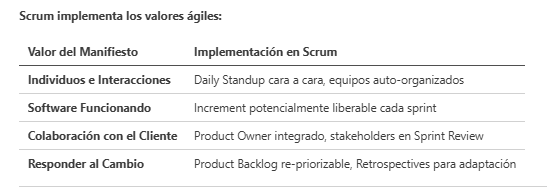 Scrum implementa los valores ágiles:
Valor del Manifiesto Implementación en Scrum
Individuos e Interacciones Daily Standup cara a cara, equipos auto-organizados
Software Funcionando Increment potencialmente liberable cada sprint
Colaboración con el Cliente Product Owner integrado, stakeholders en Sprint Review
Responder al Cambio Product Backlog re-priorizable, Retrospectives para adaptación